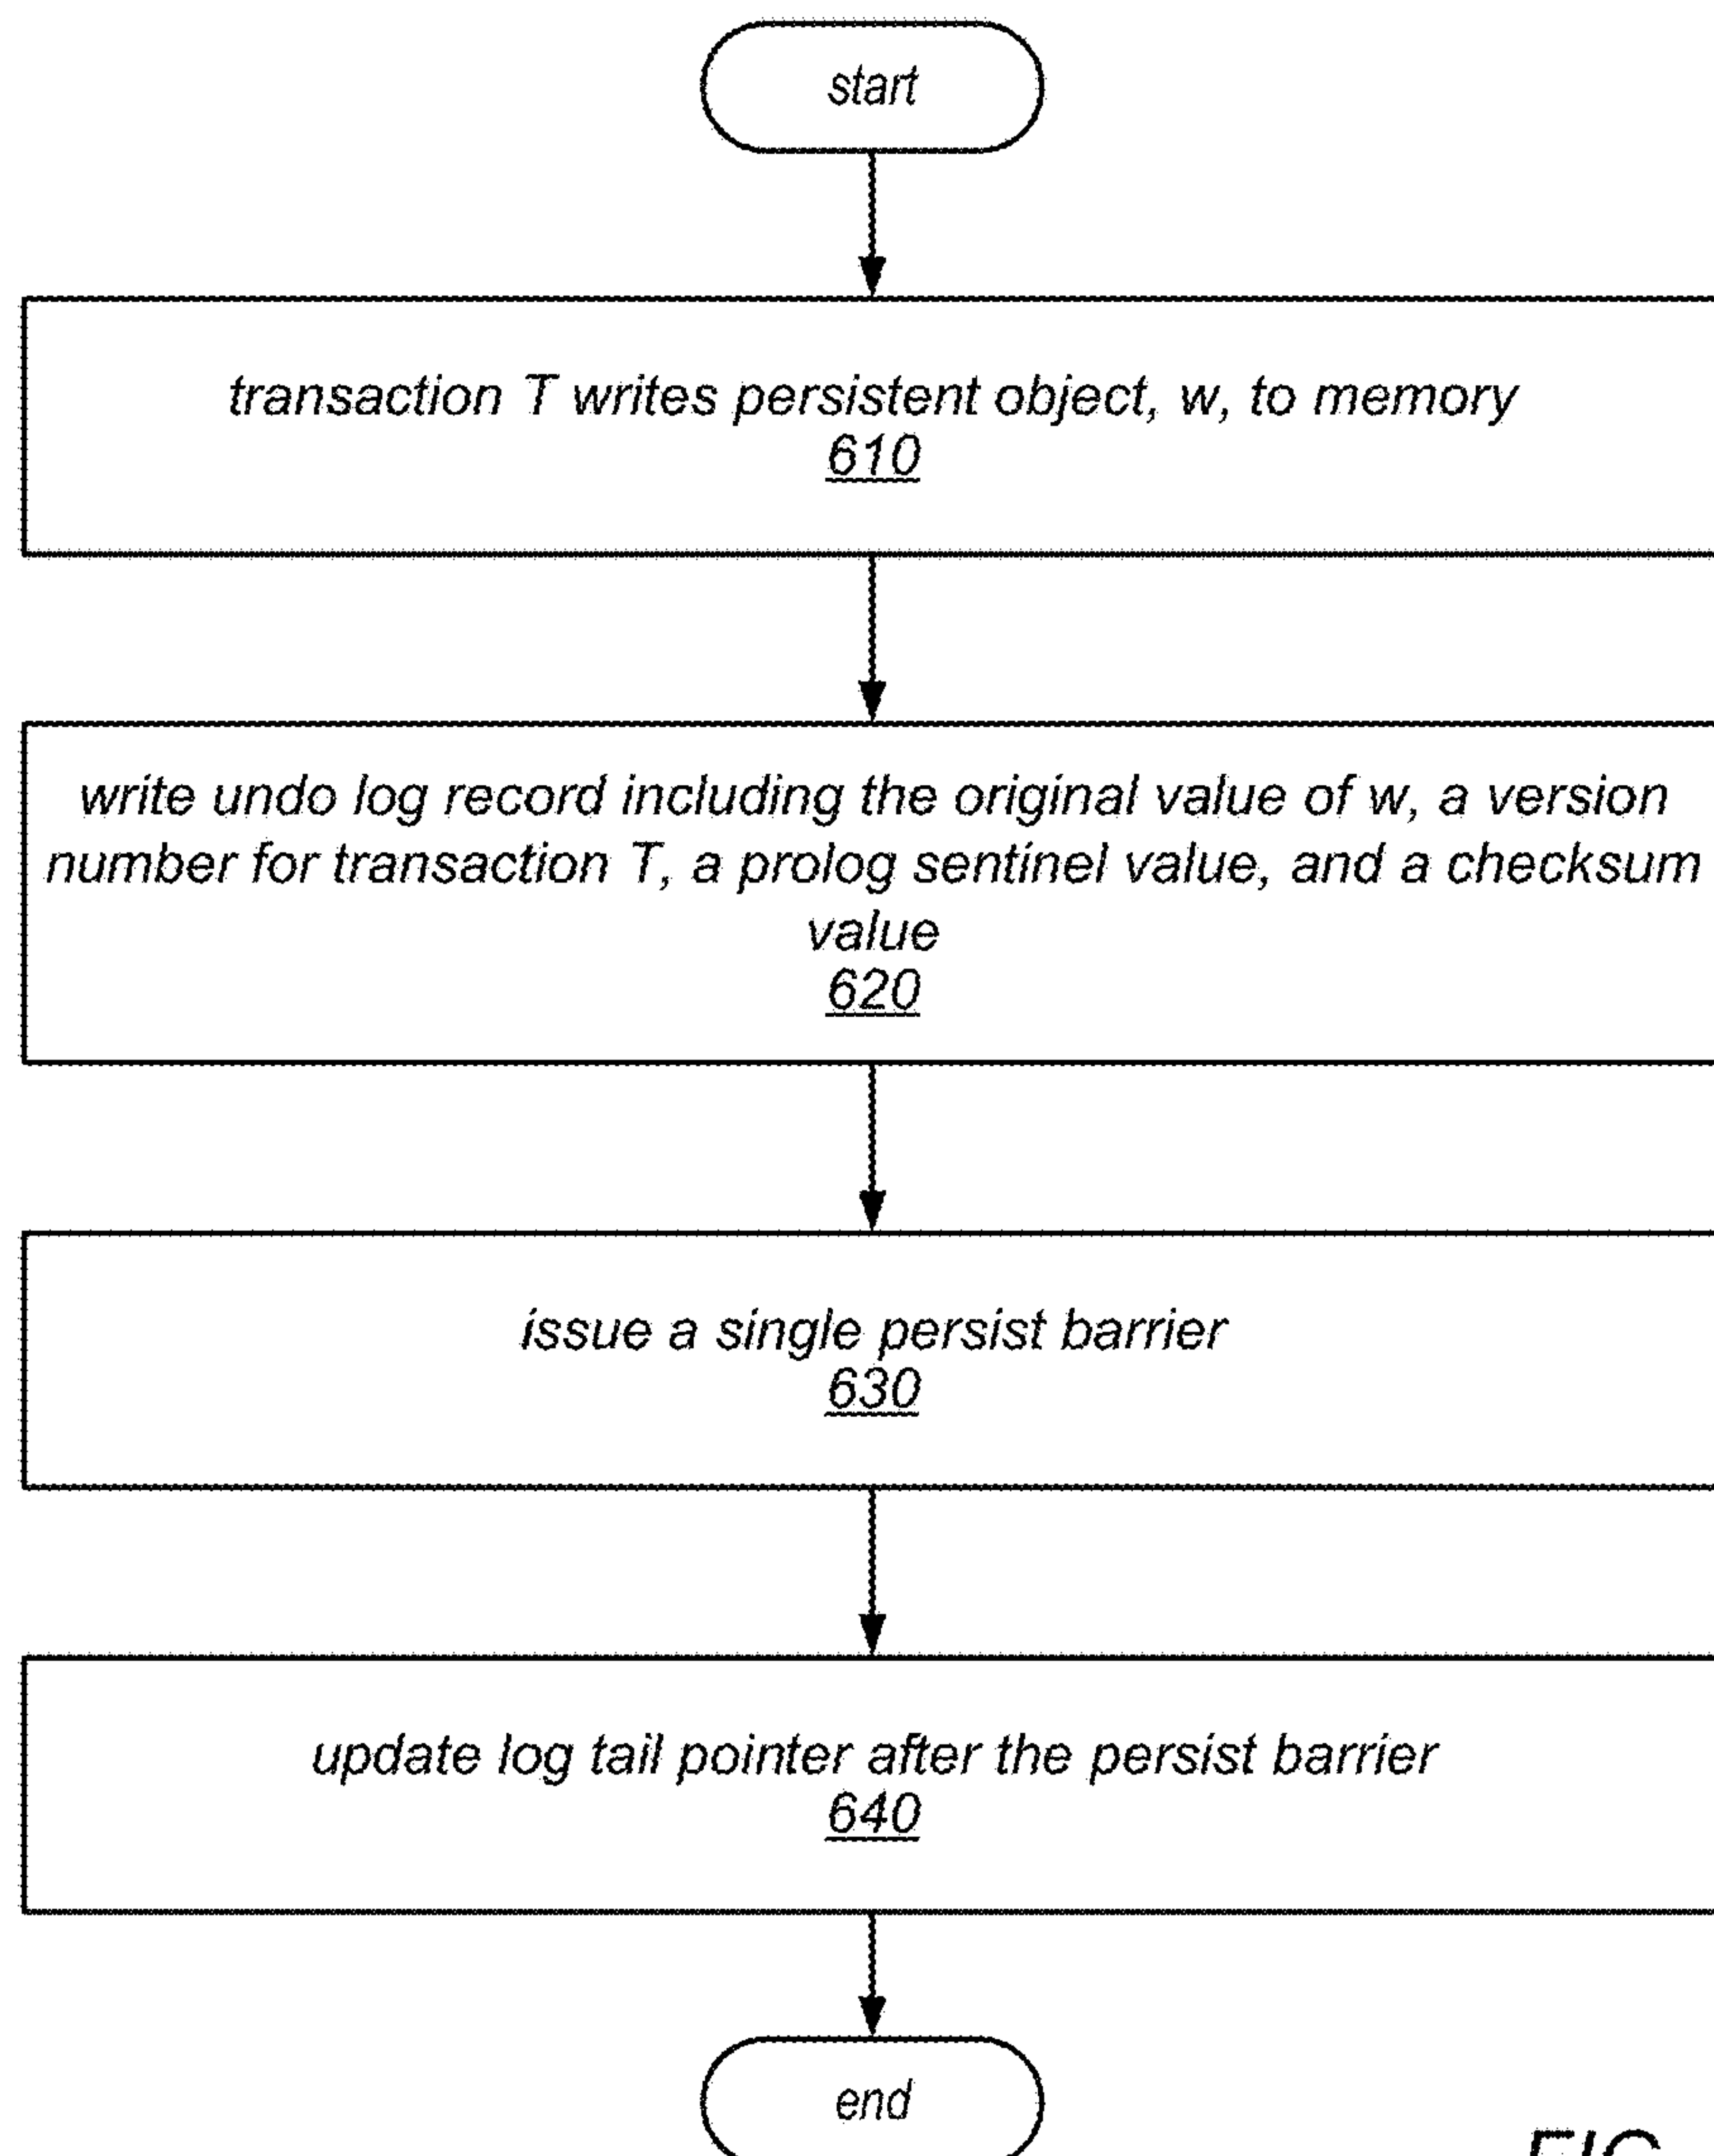 start
transaction T writes persistent object, w, to memory
610
write undo log record including the original value of w, a version
number for transaction T, a prolog sentinel value, and a checksum
value
620
issue a single persist barrier
630
update log tail pointer after the persist barrier
640
end
FIG